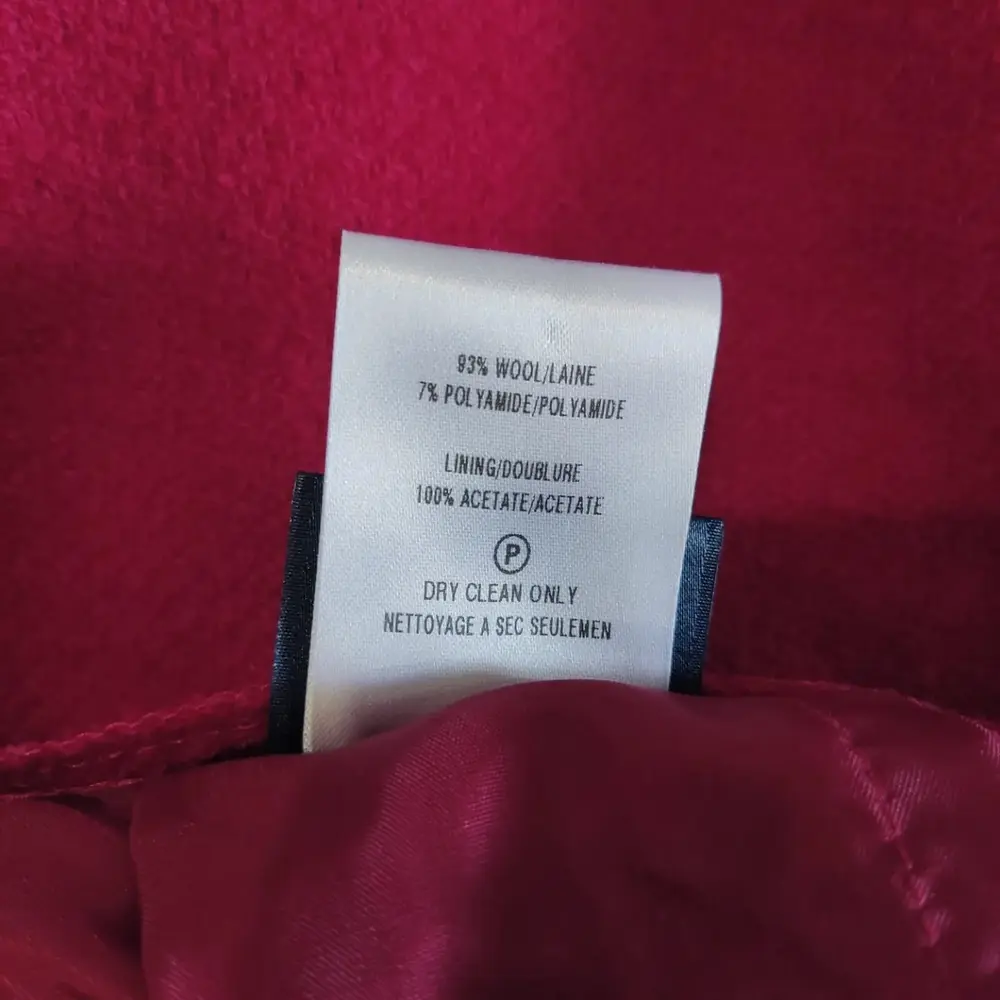 93% WOOL/LAINE
7% POLYAMIDE/POLYAMIDE
LINING/DOUBLURE
100% ACETATE/ACETATE
P
DRY CLEAN ONLY
NETTOYAGE A SEC SEULEMEN